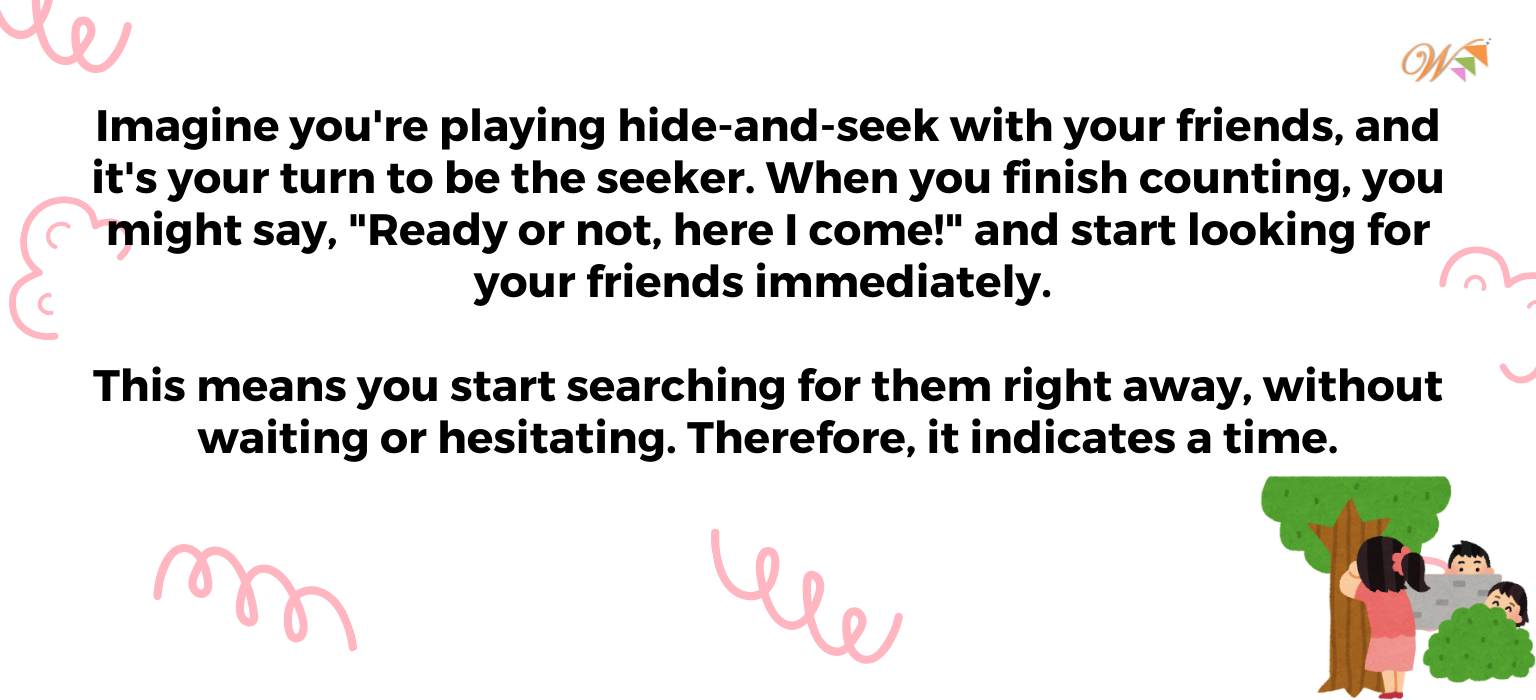 W
Imagine you're playing hide-and-seek with your friends, and
it's your turn to be the seeker. When you finish counting, you
might say, "Ready or not, here I come!" and start looking for
your friends immediately.
This means you start searching for them right away, without
waiting or hesitating. Therefore, it indicates a time.